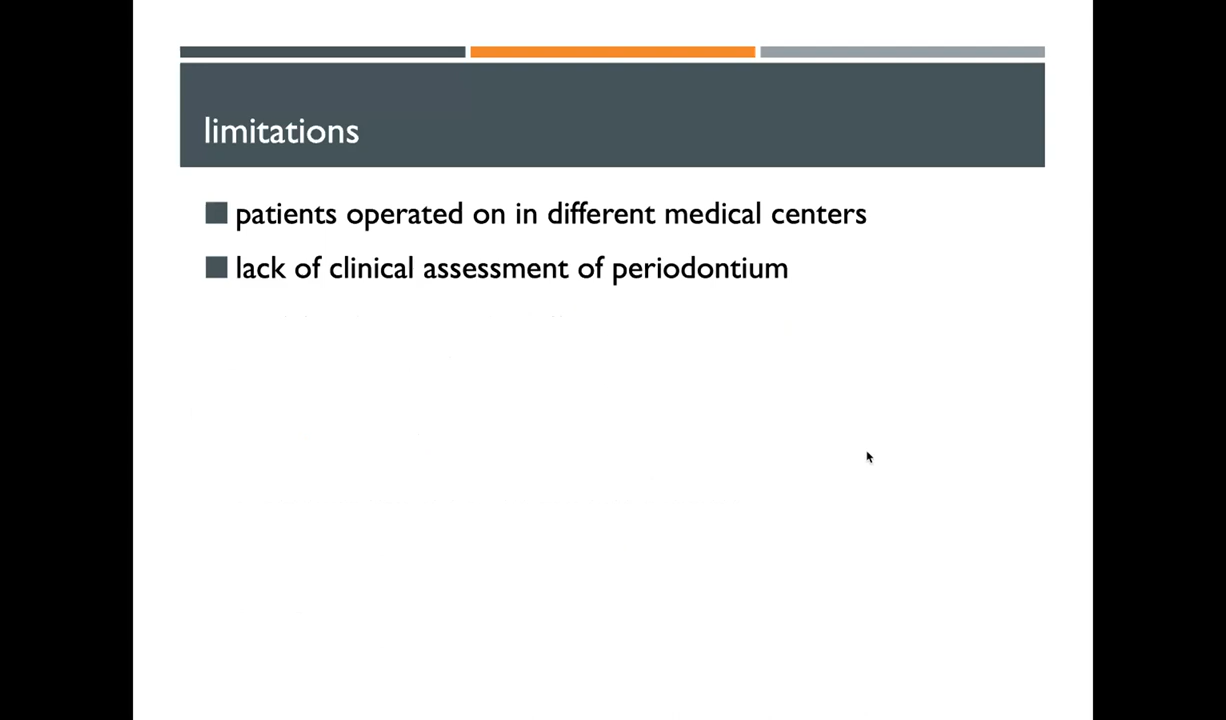 limitations
patients operated on in different medical centers
lack of clinical assessment of periodontium